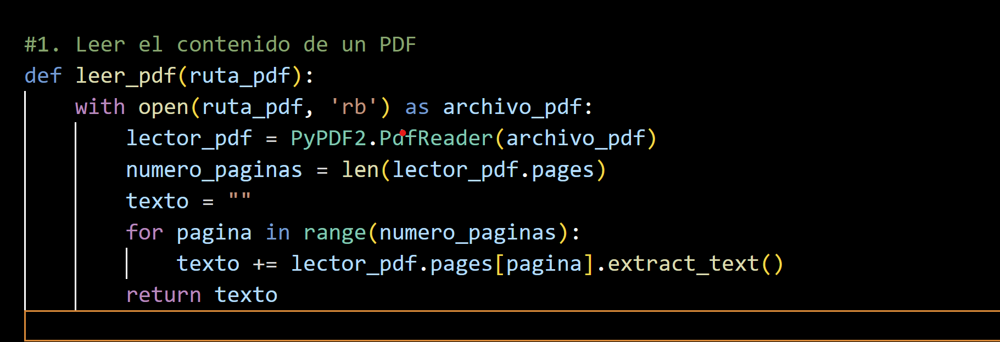 #1. Leer el contenido de un PDF
def leer_pdf(ruta_pdf):
    with open(ruta_pdf, 'rb') as archivo_pdf:
        lector_pdf = PyPDF2.PdfReader(archivo_pdf)
        numero_paginas = len(lector_pdf.pages)
        texto = ""
        for pagina in range(numero_paginas):
            texto += lector_pdf.pages[pagina].extract_text()
        return texto